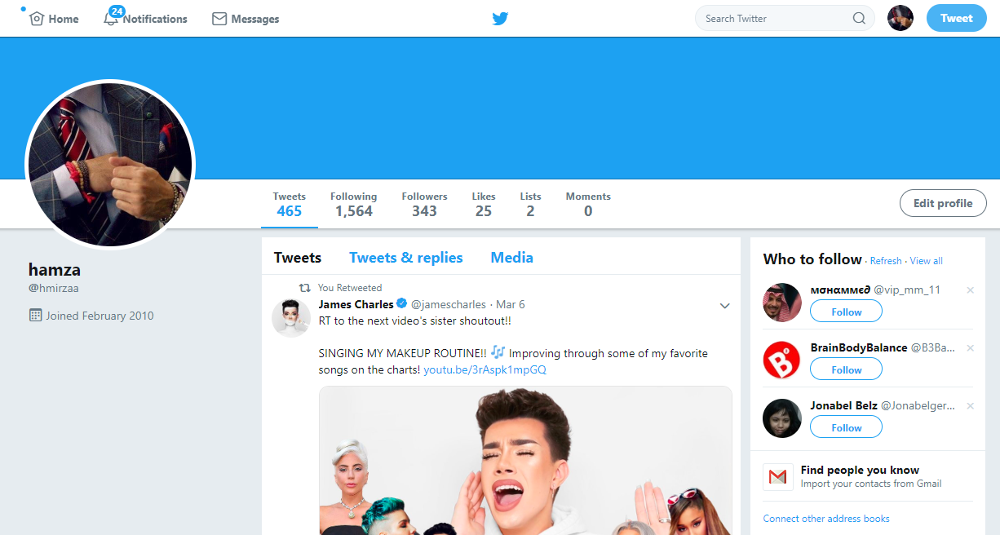 Home
24
Notifications
Messages
Search Twitter
Tweet
Tweets Following Followers Likes Lists Moments
465 1,564 343 25 2 0
Edit profile
hamza
@hmirzaa
Joined February 2010
Tweets Tweets & replies Media
You Retweeted
James Charles @jamescharles · Mar 6
RT to the next video's sister shoutout!!
SINGING MY MAKEUP ROUTINE!! 🎶 Improving through some of my favorite
songs on the charts! youtu.be/3rAspk1mpGQ
Who to follow · Refresh · View all
мσнαммє∂ @vip_mm_11
Follow
BrainBodyBalance @B3Ba...
Follow
Jonabel Belz @Jonabelger...
Follow
Find people you know
Import your contacts from Gmail
Connect other address books